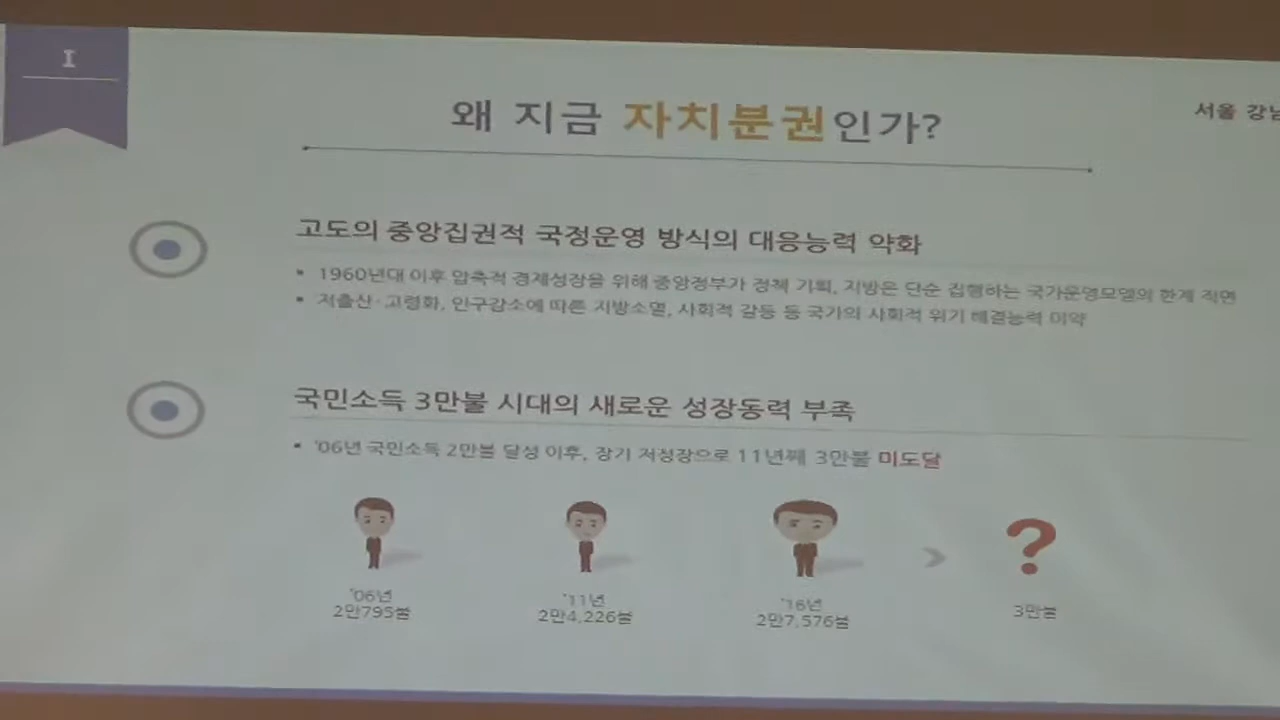 I
왜 지금 자치분권인가?
서울 강남
고도의 중앙집권적 국정운영 방식의 대응능력 약화
▪ 1960년대 이후 압축적 경제성장을 위해 중앙정부가 정책 기획, 지방은 단순 집행하는 국가운영모델의 한계 직면
▪ 저출산·고령화, 인구감소에 따른 지방소멸, 사회적 갈등 등 국가의 사회적 위기 해결능력 미약
국민소득 3만불 시대의 새로운 성장동력 부족
▪ '06년 국민소득 2만불 달성 이후, 장기 저성장으로 11년째 3만불 미도달
'06년
2만795불
'11년
2만4,226불
'16년
2만7,576불
?
3만불